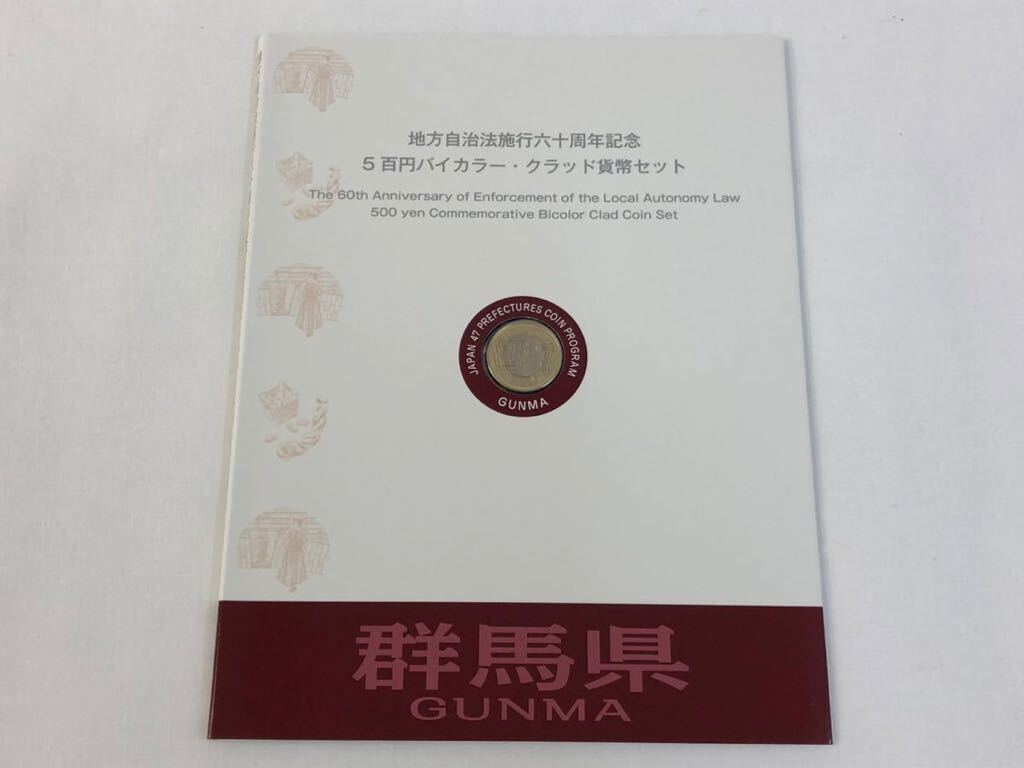 地方自治法施行六十周年記念
5百円バイカラー・クラッド貨幣セット
The 60th Anniversary of Enforcement of the Local Autonomy Law
500 yen Commemorative Bicolor Clad Coin Set
JAPAN 47 PREFECTURES COIN PROGRAM
GUNMA
群馬県
GUNMA